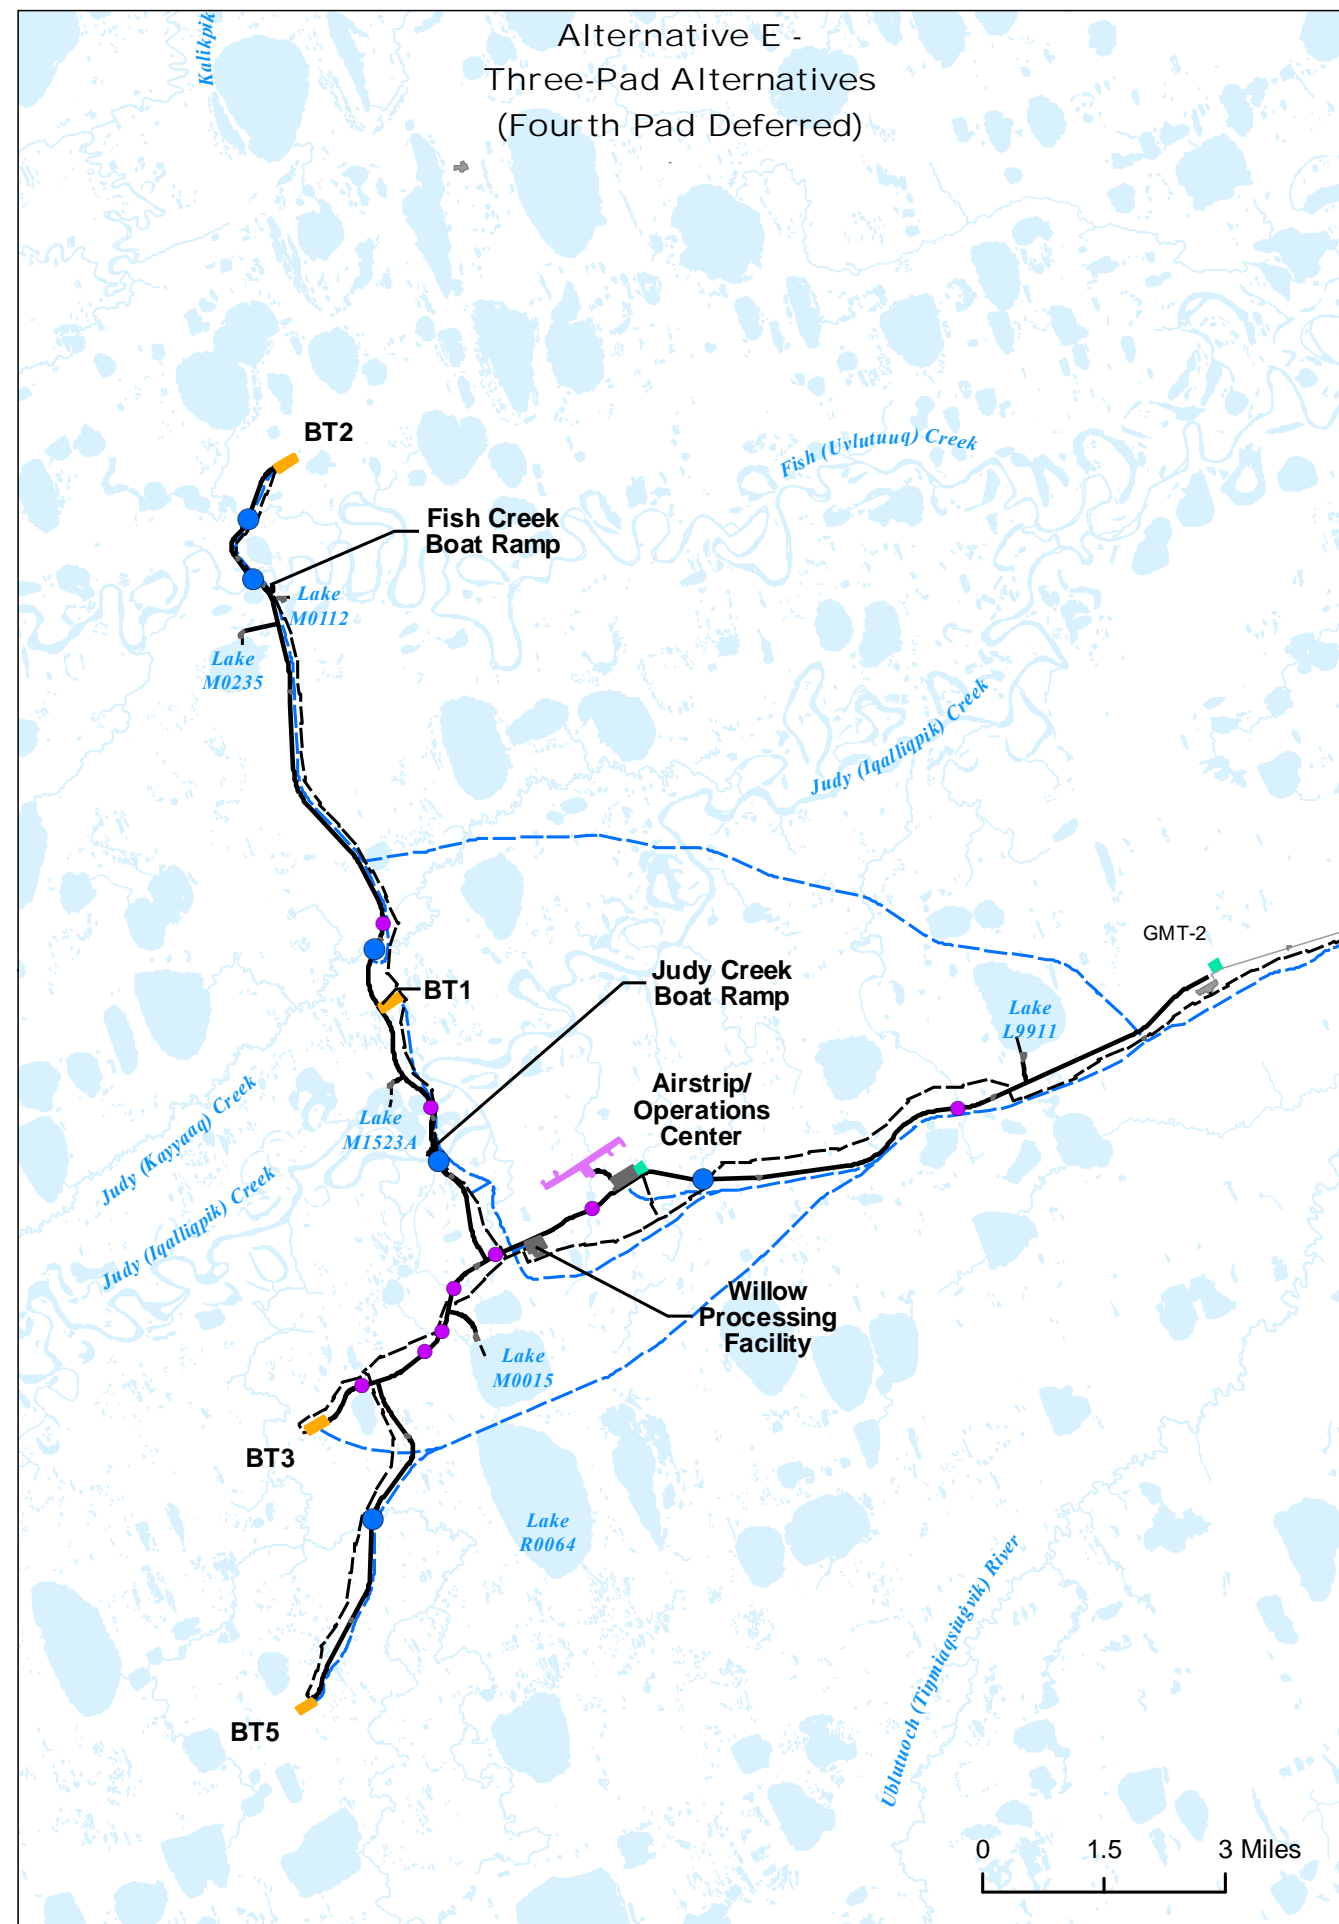 Alternative E -
Three-Pad Alternatives
(Fourth Pad Deferred)
Kalikpik
BT2
Fish (Uvlutuuq) Creek
Fish Creek
Boat Ramp
Lake
M0112
Lake
M0235
Judy (Iqalliqpik) Creek
GMT-2
Judy Creek
Boat Ramp
BT1
Lake
L9911
Airstrip/
Operations
Center
Lake
M1523A
Judy (Kayyaaq) Creek
Judy (Iqalliqpik) Creek
Willow
Processing
Facility
Lake
M0015
BT3
Lake
R0064
Ublutuoch (Tiŋmiaqsiuġvik) River
BT5
0 1.5 3 Miles